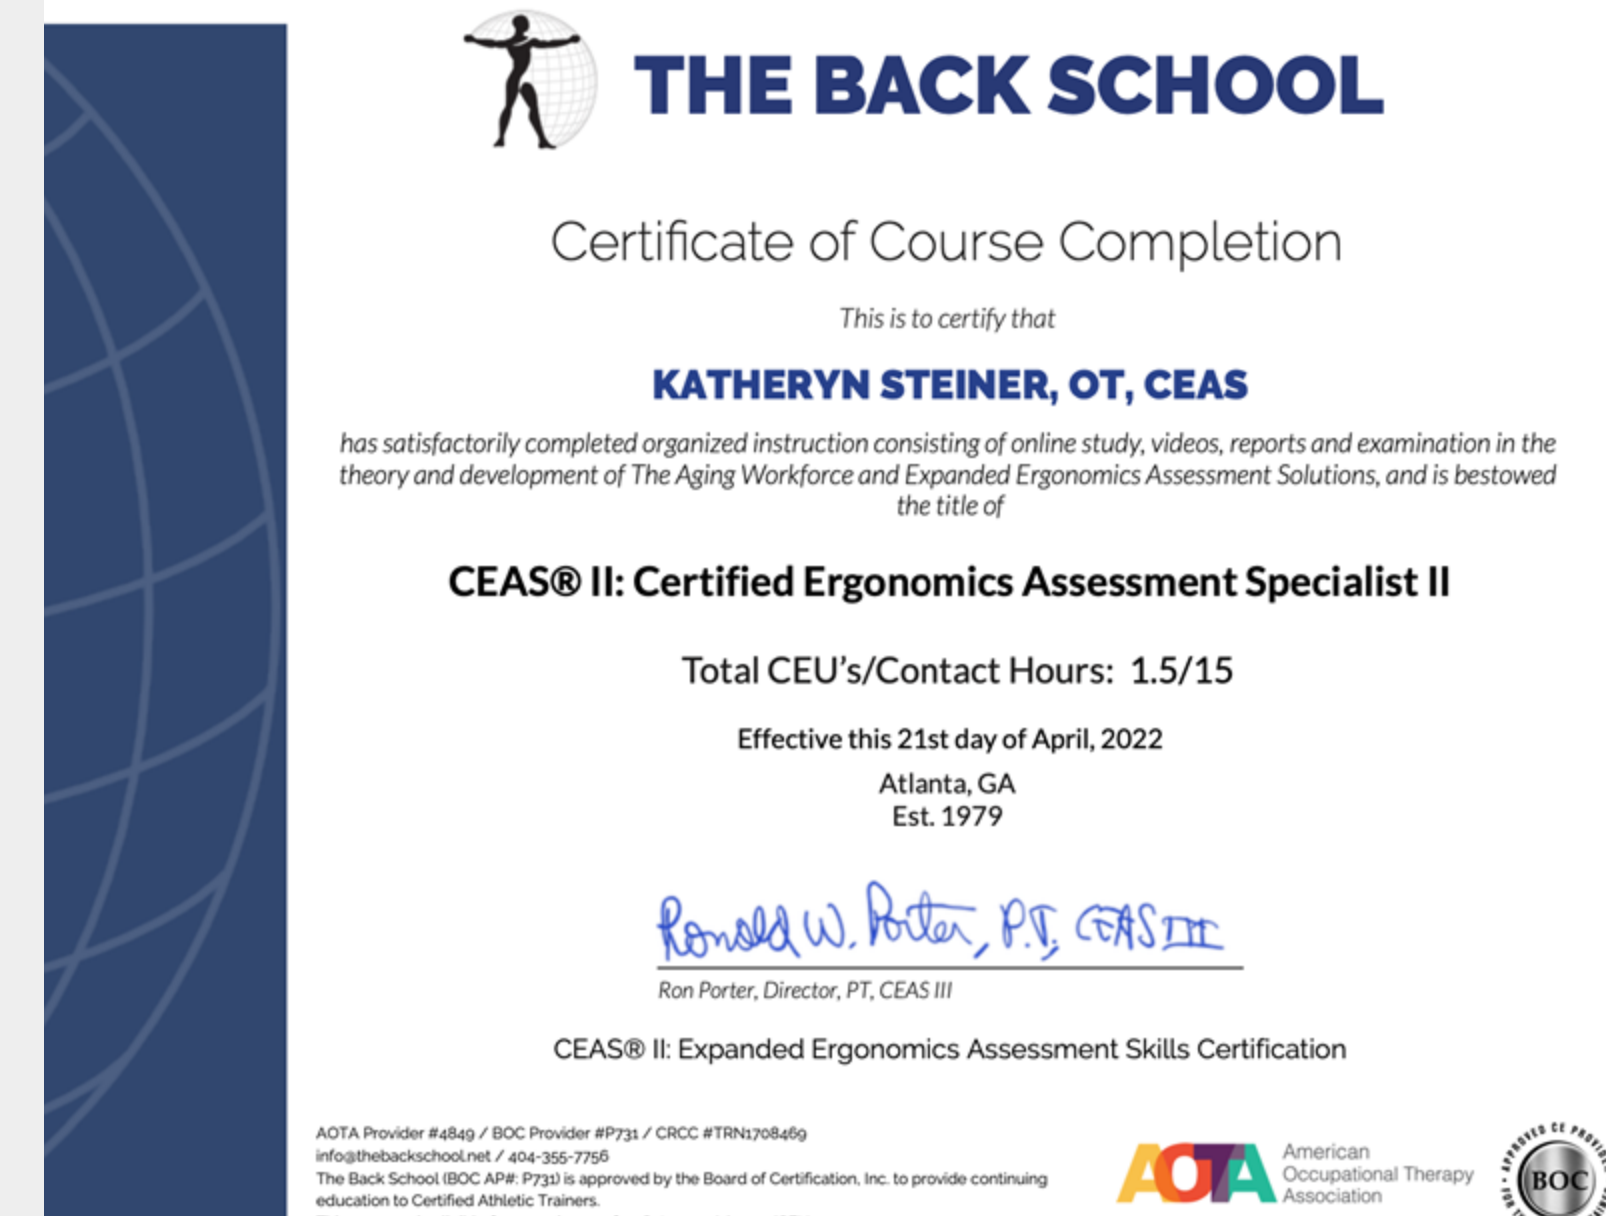 THE BACK SCHOOL
Certificate of Course Completion
This is to certify that
KATHERYN STEINER, OT, CEAS
has satisfactorily completed organized instruction consisting of online study, videos, reports and examination in the
theory and development of The Aging Workforce and Expanded Ergonomics Assessment Solutions, and is bestowed
the title of
CEAS® II: Certified Ergonomics Assessment Specialist II
Total CEU's/Contact Hours: 1.5/15
Effective this 21st day of April, 2022
Atlanta, GA
Est. 1979
Ronald W. Porter, P.T., CEAS III
Ron Porter, Director, PT, CEAS III
CEAS® II: Expanded Ergonomics Assessment Skills Certification
AOTA Provider #4849 / BOC Provider #P731 / CRCC #TRN1708469
info@thebackschool.net / 404-355-7756
The Back School (BOC AP#: P731) is approved by the Board of Certification, Inc. to provide continuing
education to Certified Athletic Trainers.
AOTA
American
Occupational Therapy
Association
APPROVED CE
BOC